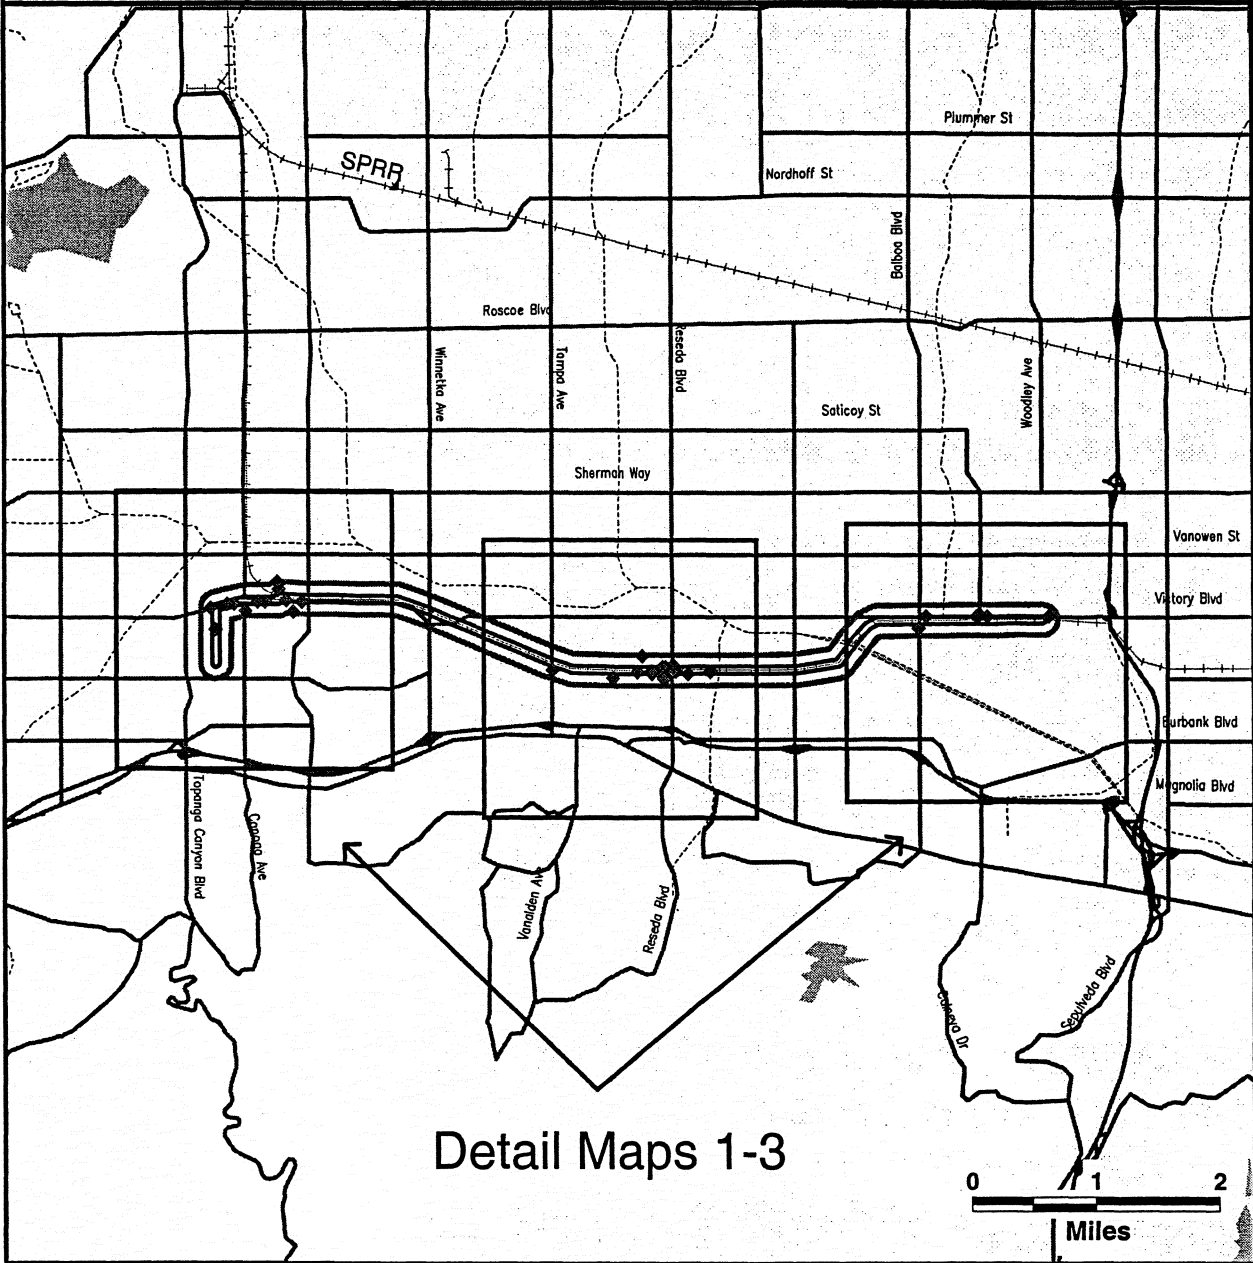 Plummer St
SPRR
Nordhoff St
Balboa Blvd
Roscoe Blvd
Winnetka Ave
Tampa Ave
Reseda Blvd
Woodley Ave
Saticoy St
Sherman Way
Vanowen St
Victory Blvd
Burbank Blvd
Magnolia Blvd
Topanga Canyon Blvd
Canoga Ave
Vanalden Ave
Reseda Blvd
Sepulveda Blvd
Detail Maps 1-3
0 1 2
Miles